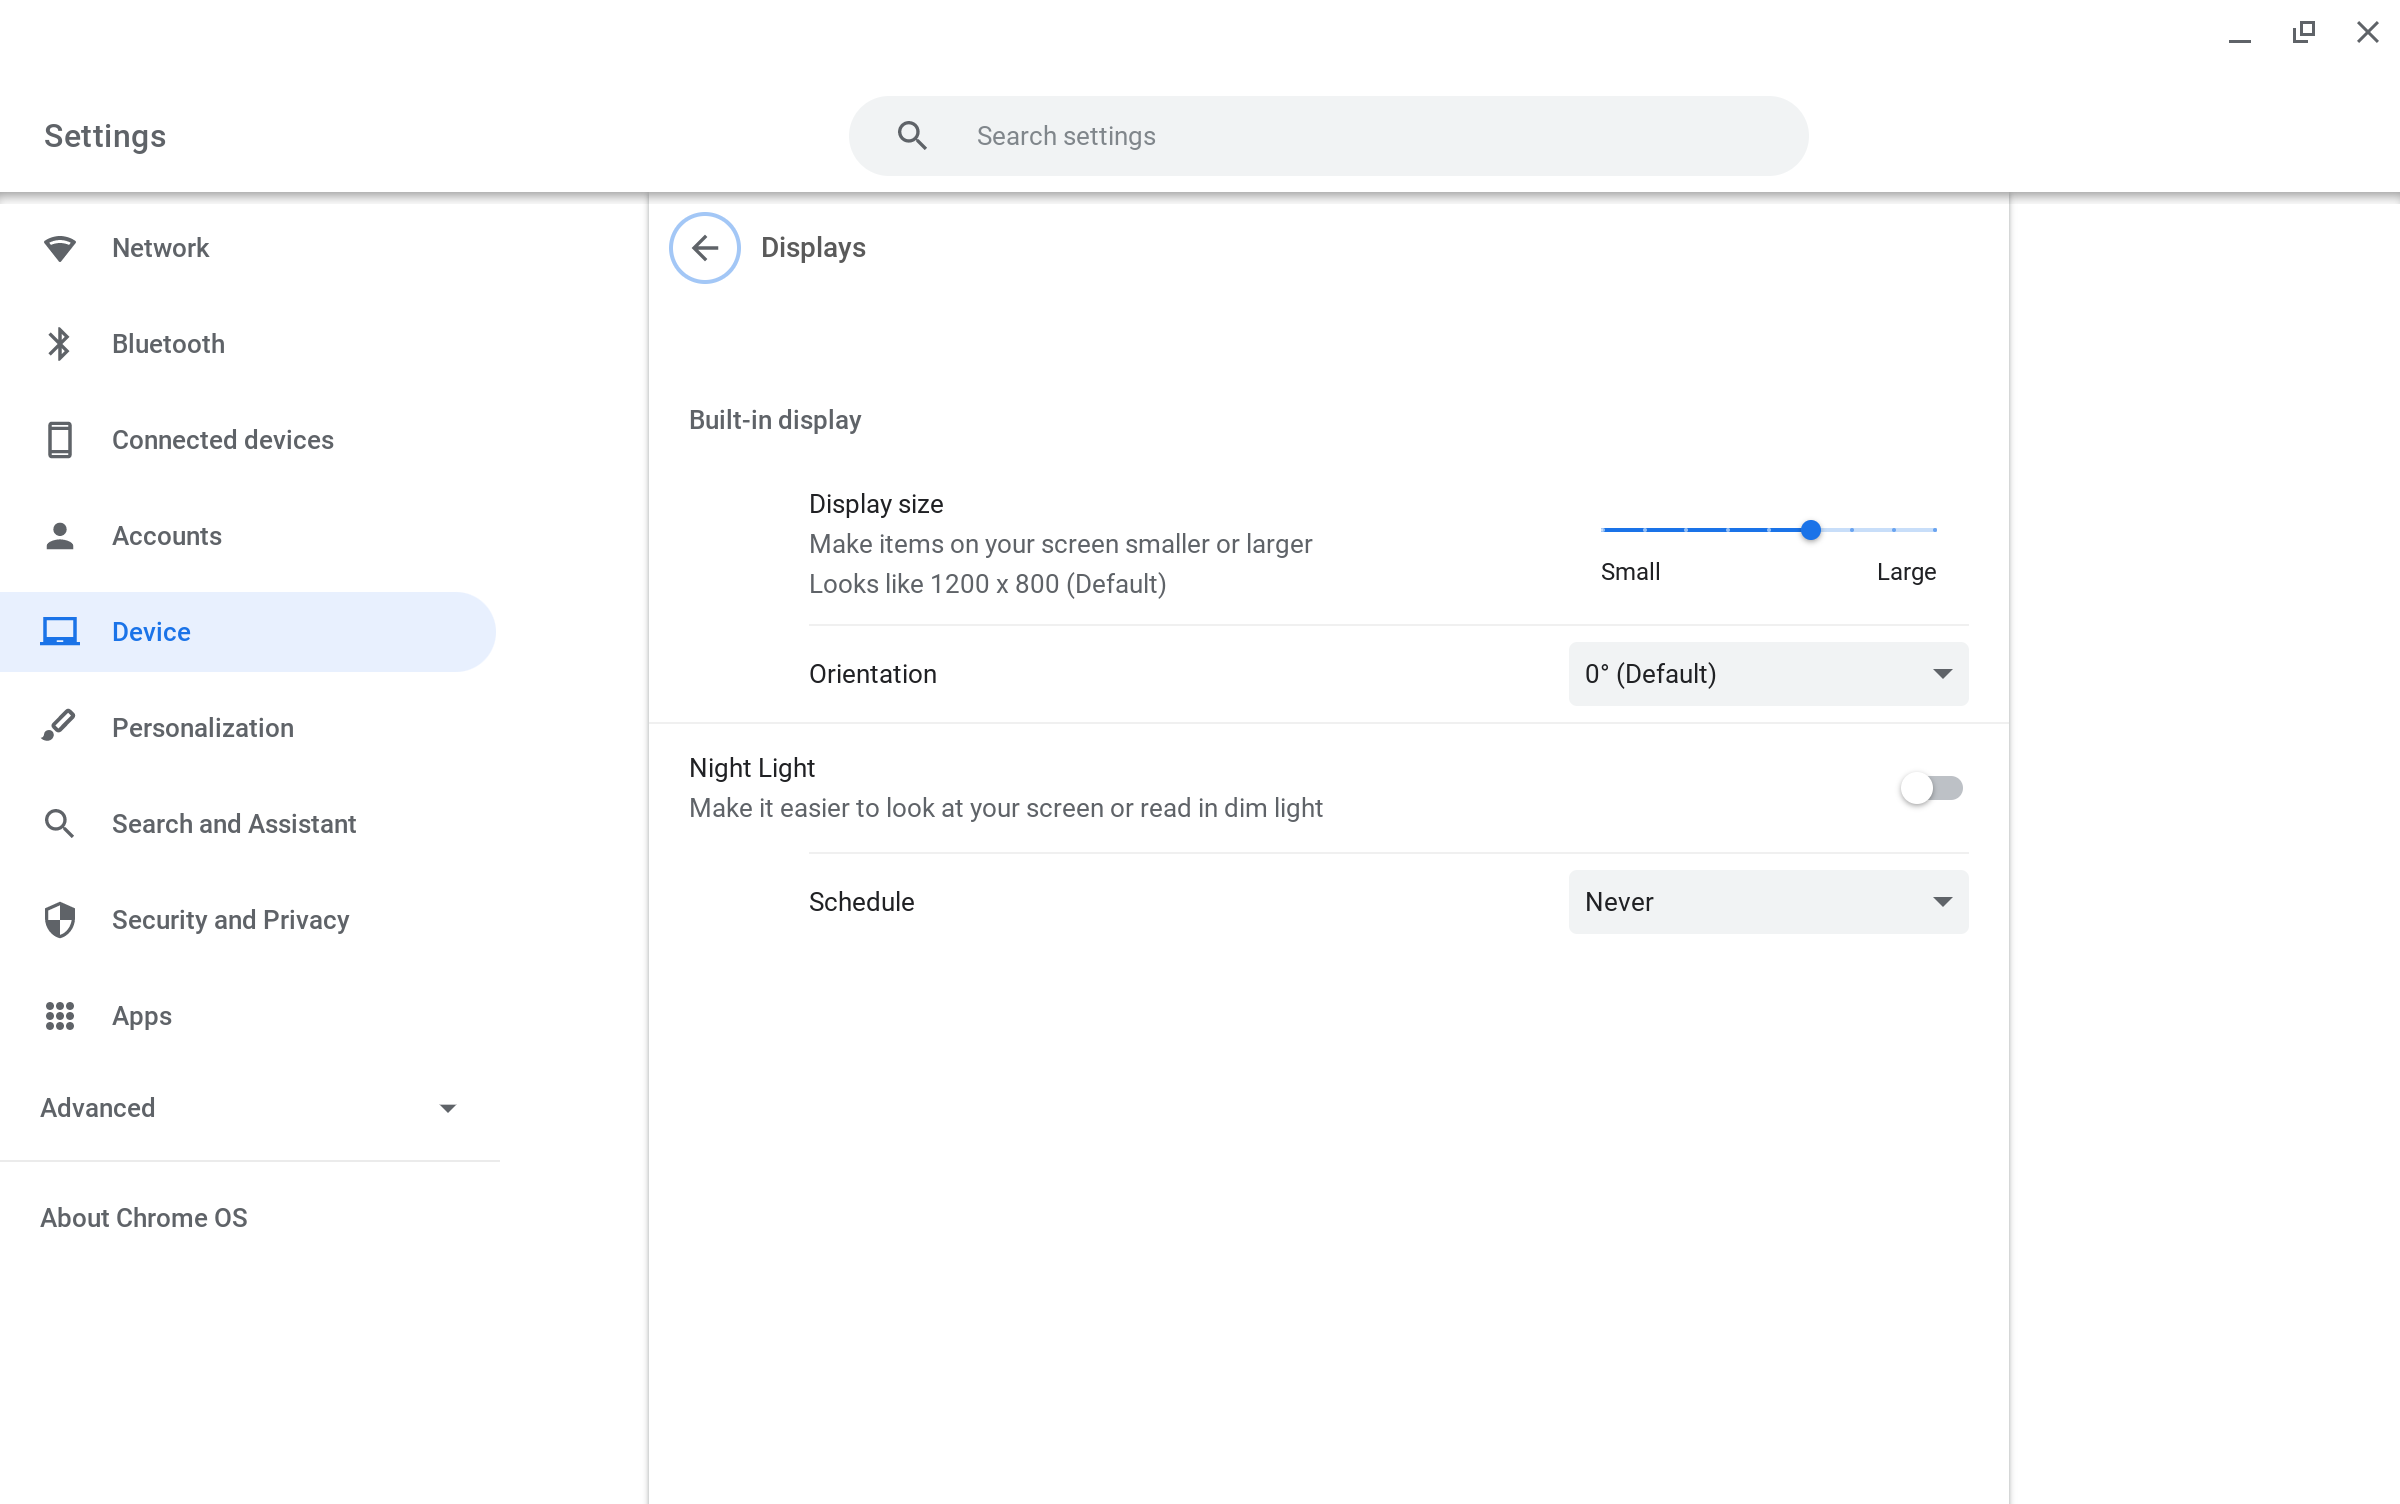 Settings
Search settings
Network
Bluetooth
Connected devices
Accounts
Device
Personalization
Search and Assistant
Security and Privacy
Apps
Advanced
About Chrome OS
Displays
Built-in display
Display size
Make items on your screen smaller or larger
Looks like 1200 x 800 (Default)
Small Large
Orientation
0° (Default)
Night Light
Make it easier to look at your screen or read in dim light
Schedule
Never